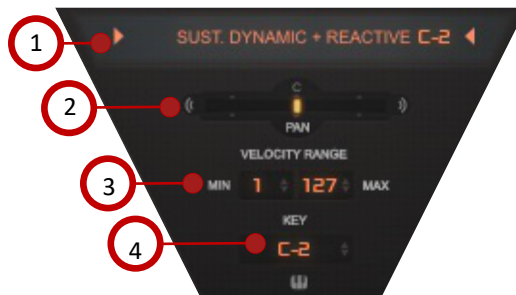 1 SUST. DYNAMIC + REACTIVE C-2
C
2
PAN
VELOCITY RANGE
3 MIN 1 127 MAX
KEY
4 C-2